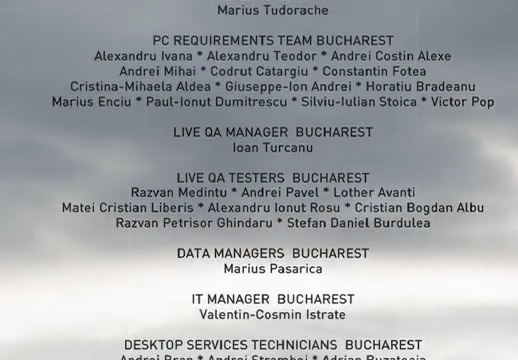 Marius Tudorache
PC REQUIREMENTS TEAM BUCHAREST
Alexandru Ivana * Alexandru Teodor * Andrei Costin Alexe
Andrei Mihai * Codrut Catargiu * Constantin Fotea
Cristina-Mihaela Aldea * Giuseppe-Ion Andrei * Horatiu Bradeanu
Marius Enciu * Paul-Ionut Dumitrescu * Silviu-Iulian Stoica * Victor Pop
LIVE QA MANAGER BUCHAREST
Ioan Turcanu
LIVE QA TESTERS BUCHAREST
Razvan Medintu * Andrei Pavel * Lother Avanti
Matei Cristian Liberis * Alexandru Ionut Rosu * Cristian Bogdan Albu
Razvan Petrisor Ghindaru * Stefan Daniel Burdulea
DATA MANAGERS BUCHAREST
Marius Pasarica
IT MANAGER BUCHAREST
Valentin-Cosmin Istrate
DESKTOP SERVICES TECHNICIANS BUCHAREST
Andrei * Andrei * Adrian